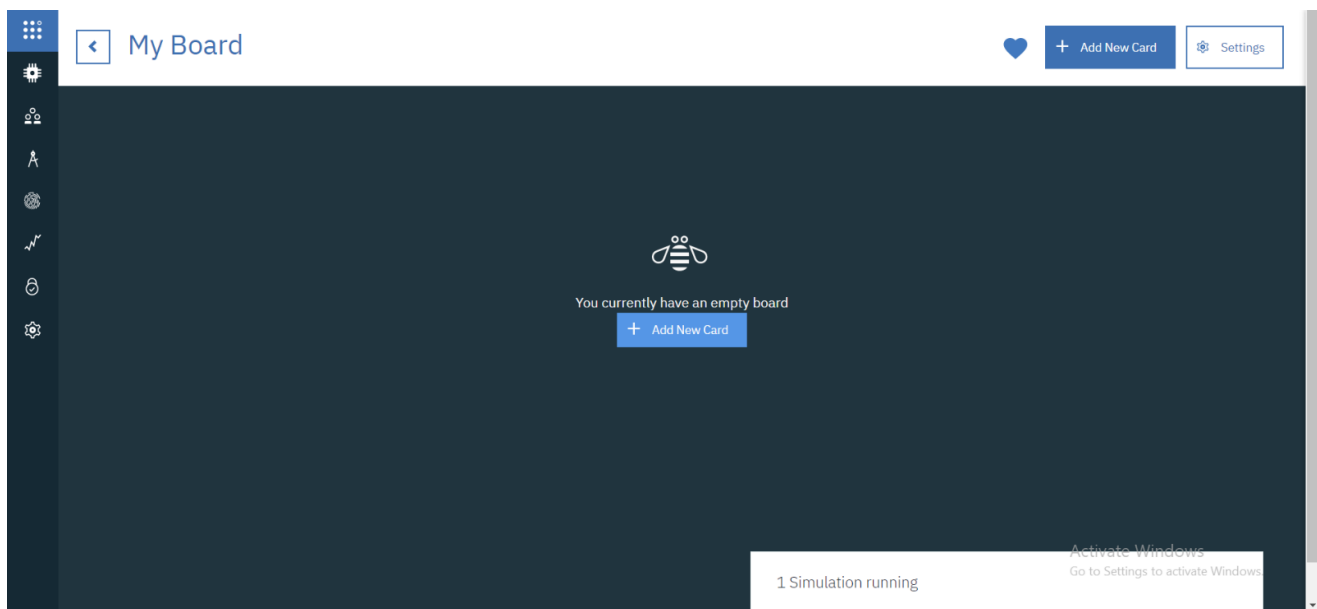 My Board
+ Add New Card
Settings
You currently have an empty board
+ Add New Card
1 Simulation running
Activate Windows
Go to Settings to activate Windows.